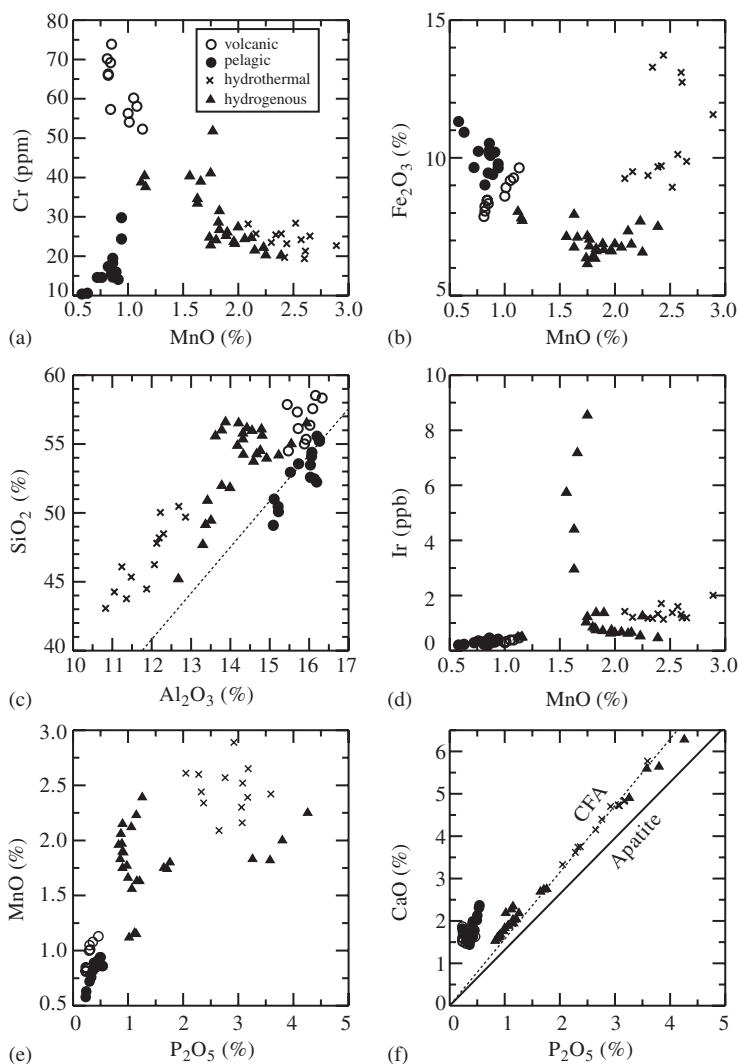 80
70
60
50
40
30
20
10
0.5 1.0 1.5 2.0 2.5 3.0
Cr (ppm)
MnO (%)
(a)
volcanic
pelagic
hydrothermal
hydrogenous
15
10
5
0.5 1.0 1.5 2.0 2.5 3.0
Fe2O3 (%)
MnO (%)
(b)
60
55
50
45
40
10 11 12 13 14 15 16 17
SiO2 (%)
Al2O3 (%)
(c)
10
8
6
4
2
0
0.5 1.0 1.5 2.0 2.5 3.0
Ir (ppb)
MnO (%)
(d)
3.0
2.5
2.0
1.5
1.0
0.5
0 1 2 3 4 5
MnO (%)
P2O5 (%)
(e)
6
5
4
3
2
1
0
0 1 2 3 4 5
CaO (%)
P2O5 (%)
CFA
Apatite
(f)